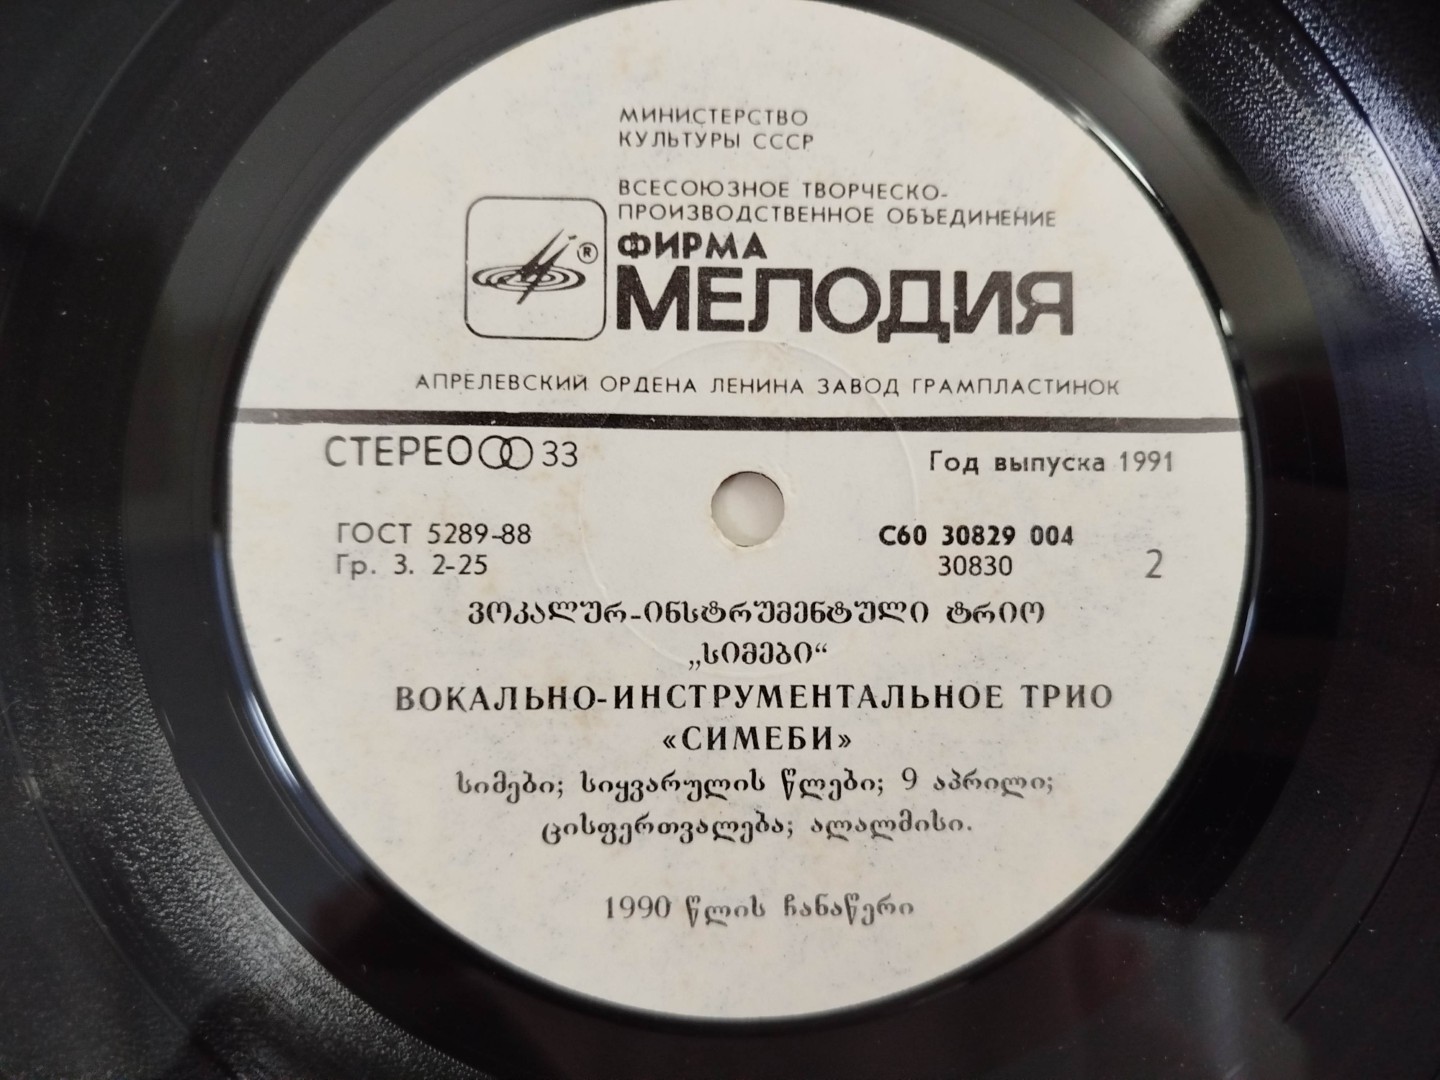 МИНИСТЕРСТВО
КУЛЬТУРЫ СССР
ВСЕСОЮЗНОЕ ТВОРЧЕСКО-
ПРОИЗВОДСТВЕННОЕ ОБЪЕДИНЕНИЕ
ФИРМА
®
МЕЛОДИЯ
АПРЕЛЕВСКИЙ ОРДЕНА ЛЕНИНА ЗАВОД ГРАМПЛАСТИНОК
СТЕРЕО 33
Год выпуска 1991
ГОСТ 5289-88
С60 30829 004
Гр. 3. 2-25
30830
2
ვოკალურ-ინსტრუმენტული ტრიო
„სიმები“
ВОКАЛЬНО-ИНСТРУМЕНТАЛЬНОЕ ТРИО
«СИМЕБИ»
სიმები; სიყვარულის წლები; 9 აპრილი;
ცისფერთვალება; ალალმისი.
1990 წლის ჩანაწერი